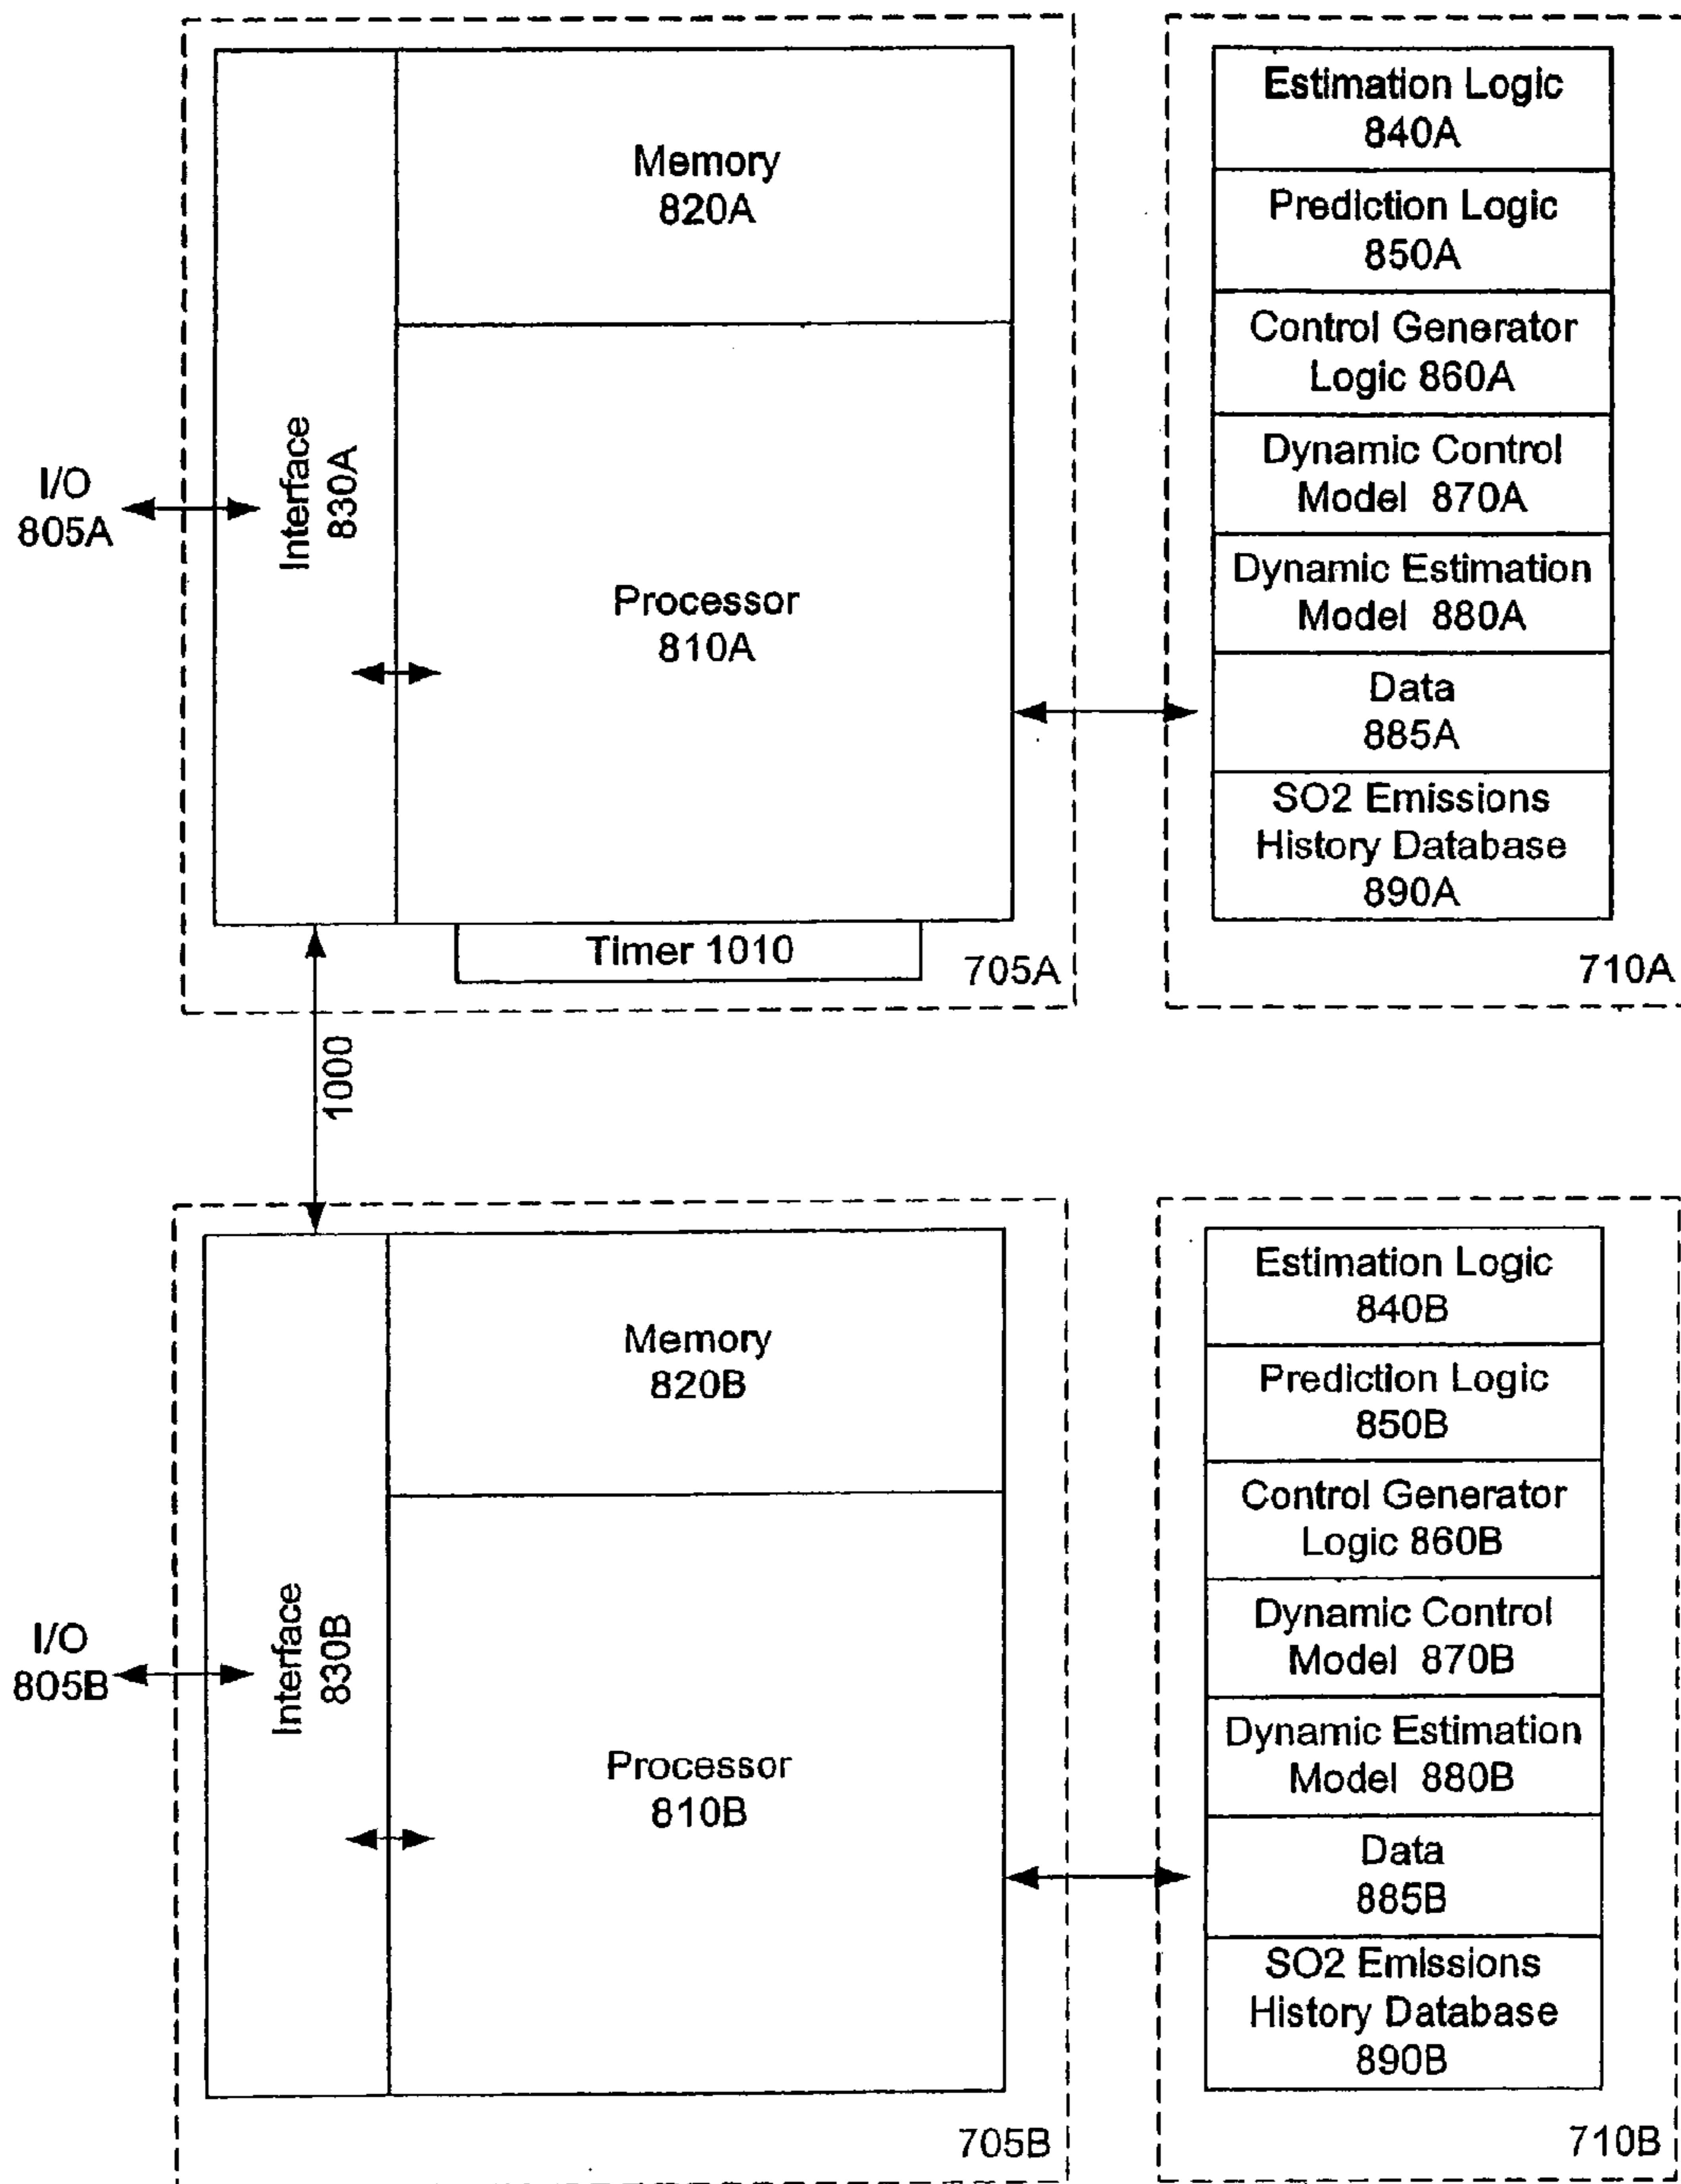 Estimation Logic
840A
Memory
820A
Prediction Logic
850A
Control Generator
Logic 860A
Interface
830A
I/O
805A
Dynamic Control
Model 870A
Dynamic Estimation
Model 880A
Processor
810A
Data
885A
SO2 Emissions
History Database
890A
Timer 1010
705A
710A
1000
Estimation Logic
840B
Memory
820B
Prediction Logic
850B
Control Generator
Logic 860B
Interface
830B
I/O
805B
Dynamic Control
Model 870B
Dynamic Estimation
Model 880B
Processor
810B
Data
885B
SO2 Emissions
History Database
890B
705B
710B